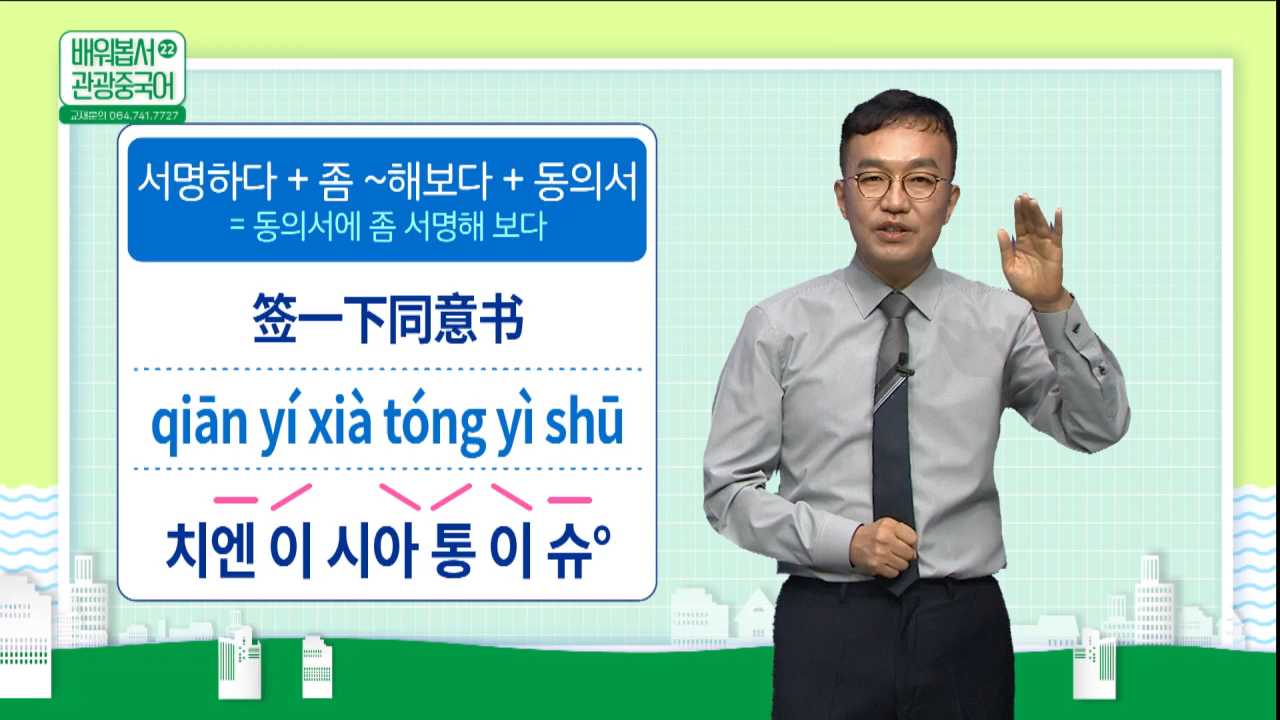 배워봅서 22
관광중국어
교재문의 064.741.7727
서명하다 + 좀 ~해보다 + 동의서
= 동의서에 좀 서명해 보다
签一下同意书
qiān yí xià tóng yì shū
치엔 이 시아 통 이 슈°